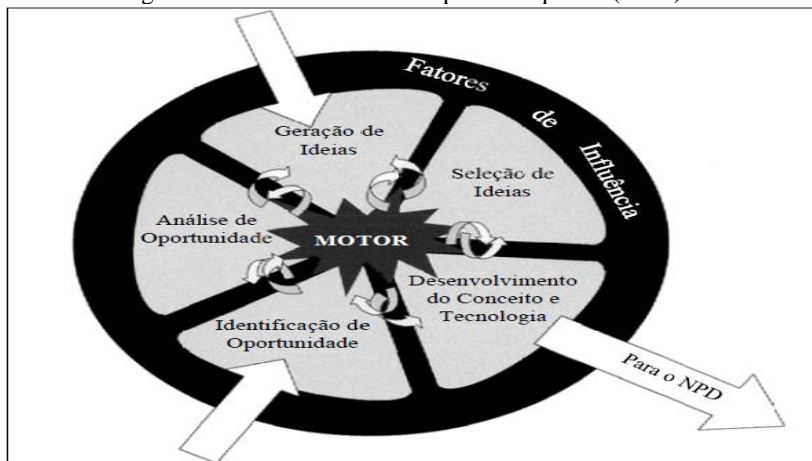 Fatores
de
Influência
Geração de
Ideias
Seleção de
Ideias
Análise de
Oportunidade
MOTOR
Desenvolvimento
do Conceito e
Tecnologia
Identificação de
Oportunidade
Para o NPD